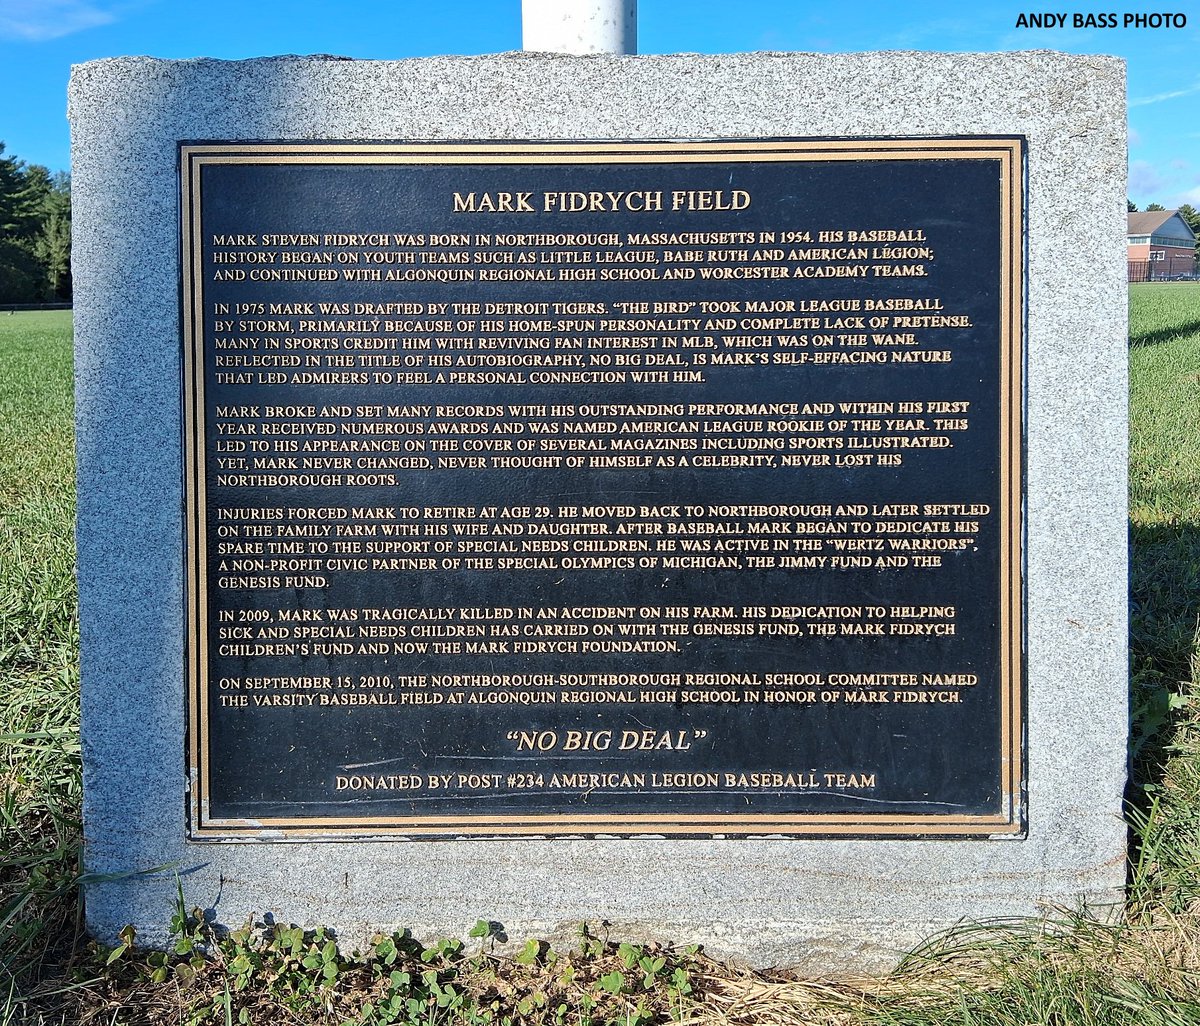 ANDY BASS PHOTO
MARK FIDRYCH FIELD
MARK STEVEN FIDRYCH WAS BORN IN NORTHBOROUGH, MASSACHUSETTS IN 1954. HIS BASEBALL
HISTORY BEGAN ON YOUTH TEAMS SUCH AS LITTLE LEAGUE, BABE RUTH AND AMERICAN LEGION;
AND CONTINUED WITH ALGONQUIN REGIONAL HIGH SCHOOL AND WORCESTER ACADEMY TEAMS.
IN 1975 MARK WAS DRAFTED BY THE DETROIT TIGERS. "THE BIRD" TOOK MAJOR LEAGUE BASEBALL
BY STORM, PRIMARILY BECAUSE OF HIS HOME-SPUN PERSONALITY AND COMPLETE LACK OF PRETENSE.
MANY IN SPORTS CREDIT HIM WITH REVIVING FAN INTEREST IN MLB, WHICH WAS ON THE WANE.
REFLECTED IN THE TITLE OF HIS AUTOBIOGRAPHY, NO BIG DEAL, IS MARK'S SELF-EFFACING NATURE
THAT LED ADMIRERS TO FEEL A PERSONAL CONNECTION WITH HIM.
MARK BROKE AND SET MANY RECORDS WITH HIS OUTSTANDING PERFORMANCE AND WITHIN HIS FIRST
YEAR RECEIVED NUMEROUS AWARDS AND WAS NAMED AMERICAN LEAGUE ROOKIE OF THE YEAR. THIS
LED TO HIS APPEARANCE ON THE COVER OF SEVERAL MAGAZINES INCLUDING SPORTS ILLUSTRATED.
YET, MARK NEVER CHANGED, NEVER THOUGHT OF HIMSELF AS A CELEBRITY, NEVER LOST HIS
NORTHBOROUGH ROOTS.
INJURIES FORCED MARK TO RETIRE AT AGE 29. HE MOVED BACK TO NORTHBOROUGH AND LATER SETTLED
ON THE FAMILY FARM WITH HIS WIFE AND DAUGHTER. AFTER BASEBALL MARK BEGAN TO DEDICATE HIS
SPARE TIME TO THE SUPPORT OF SPECIAL NEEDS CHILDREN. HE WAS ACTIVE IN THE "WERTZ WARRIORS",
A NON-PROFIT CIVIC PARTNER OF THE SPECIAL OLYMPICS OF MICHIGAN, THE JIMMY FUND AND THE
GENESIS FUND.
IN 2009, MARK WAS TRAGICALLY KILLED IN AN ACCIDENT ON HIS FARM. HIS DEDICATION TO HELPING
SICK AND SPECIAL NEEDS CHILDREN HAS CARRIED ON WITH THE GENESIS FUND, THE MARK FIDRYCH
CHILDREN'S FUND AND NOW THE MARK FIDRYCH FOUNDATION.
ON SEPTEMBER 15, 2010, THE NORTHBOROUGH-SOUTHBOROUGH REGIONAL SCHOOL COMMITTEE NAMED
THE VARSITY BASEBALL FIELD AT ALGONQUIN REGIONAL HIGH SCHOOL IN HONOR OF MARK FIDRYCH.
"NO BIG DEAL"
DONATED BY POST #234 AMERICAN LEGION BASEBALL TEAM